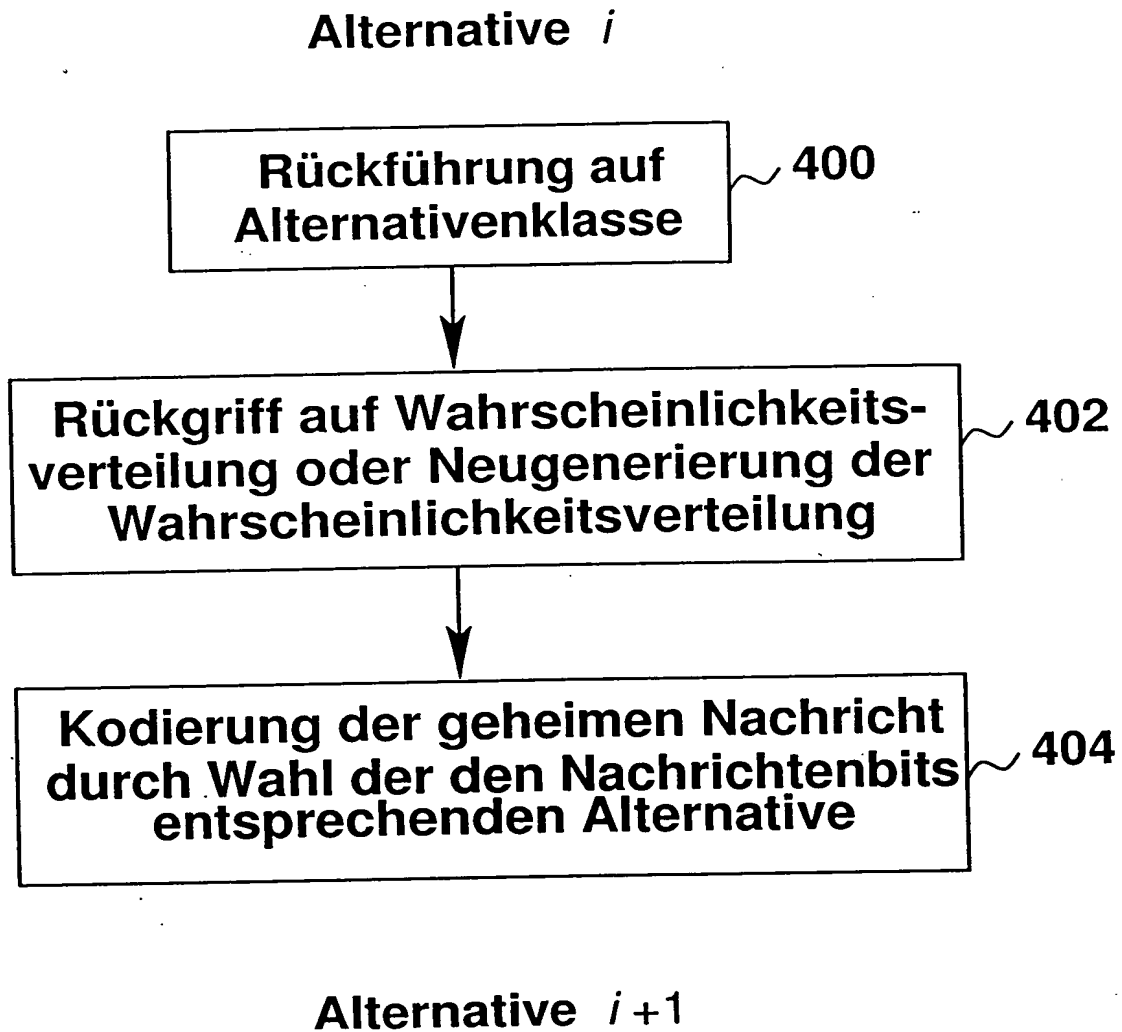 Alternative i
Rückführung auf
Alternativenklasse
400
Rückgriff auf Wahrscheinlichkeits-
verteilung oder Neugenerierung der
Wahrscheinlichkeitsverteilung
402
Kodierung der geheimen Nachricht
durch Wahl der den Nachrichtenbits
entsprechenden Alternative
404
Alternative i+1